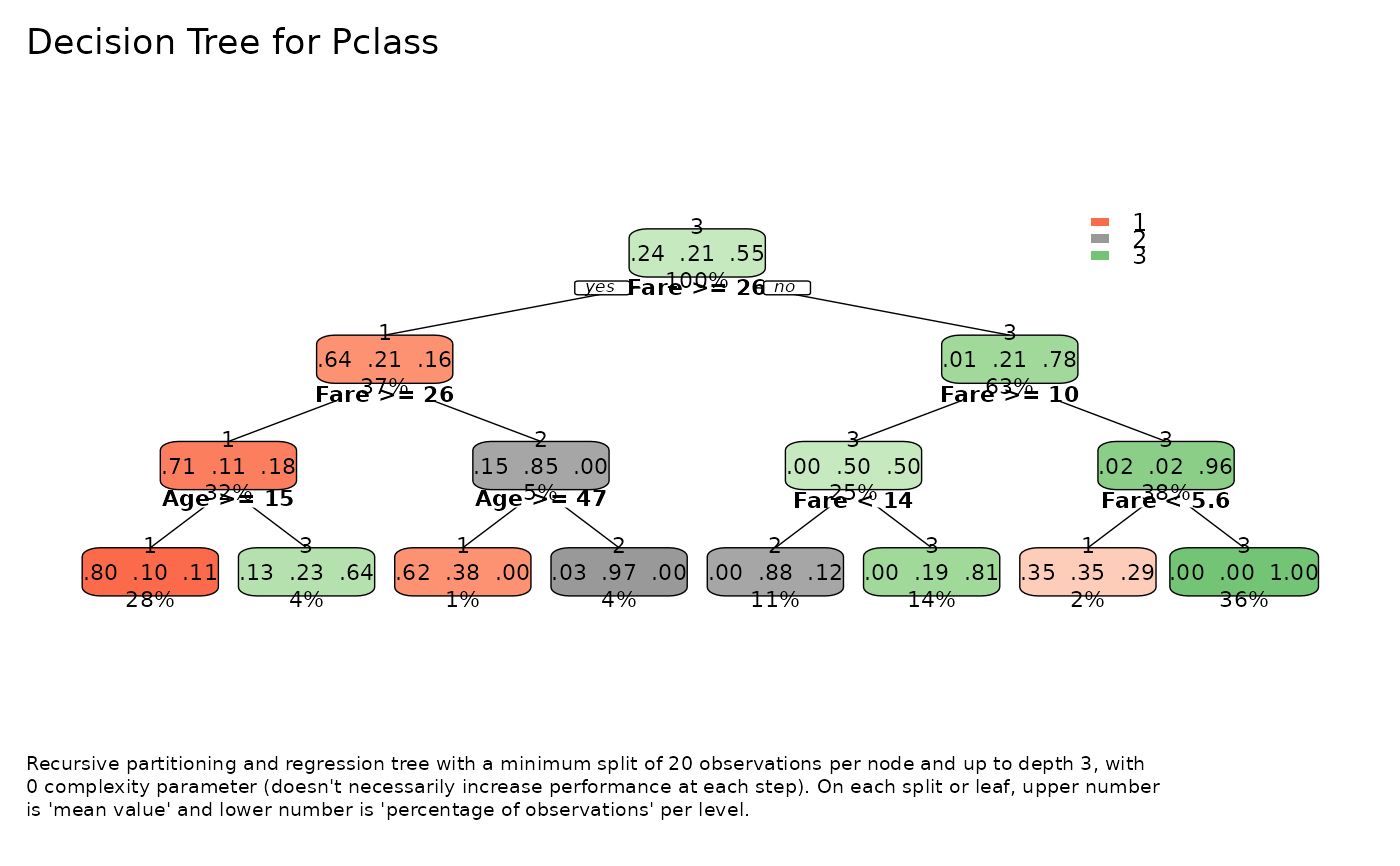 Decision Tree for Pclass
3
.24 .21 .55
100%
yes Fare >= 26 no
1
2
3
1
.64 .21 .16
37%
Fare >= 26
3
.01 .21 .78
63%
Fare >= 10
1
.71 .11 .18
32%
Age >= 15
2
.15 .85 .00
5%
Age >= 47
3
.00 .50 .50
25%
Fare < 14
3
.02 .02 .96
38%
Fare < 5.6
1
.80 .10 .11
28%
3
.13 .23 .64
4%
1
.62 .38 .00
1%
2
.03 .97 .00
4%
2
.00 .88 .12
11%
3
.00 .19 .81
14%
1
.35 .35 .29
2%
3
.00 .00 1.00
36%
Recursive partitioning and regression tree with a minimum split of 20 observations per node and up to depth 3, with
0 complexity parameter (doesn't necessarily increase performance at each step). On each split or leaf, upper number
is 'mean value' and lower number is 'percentage of observations' per level.